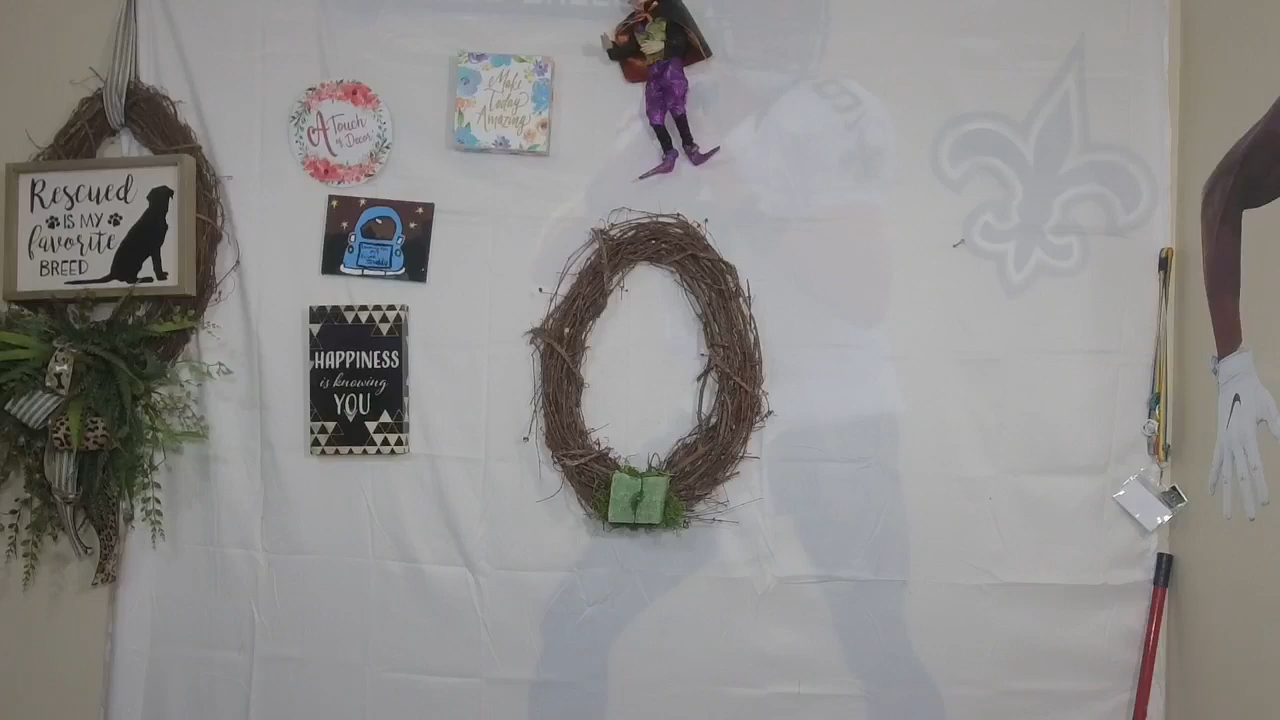 Rescued
IS MY
favorite
BREED
A Touch
of Decor
Make
Today
Amazing
HAPPINESS
is knowing
YOU